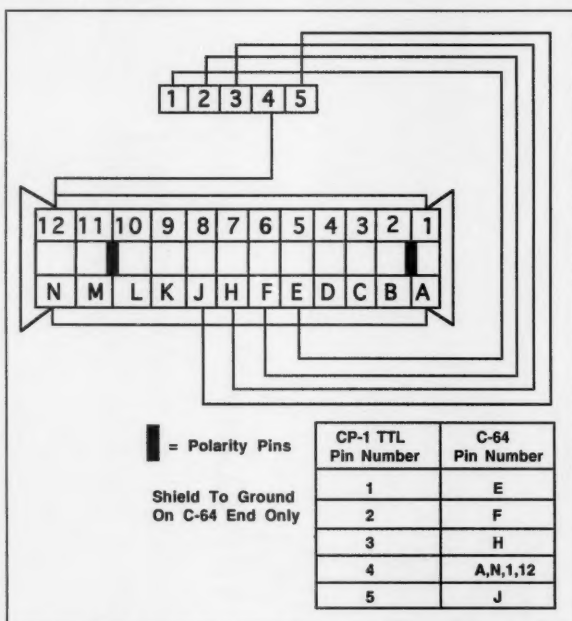 1 2 3 4 5
12 11 10 9 8 7 6 5 4 3 2 1
N M L K J H F E D C B A
= Polarity Pins
Shield To Ground
On C-64 End Only
CP-1 TTL Pin Number C-64 Pin Number
1 E
2 F
3 H
4 A,N,1,12
5 J